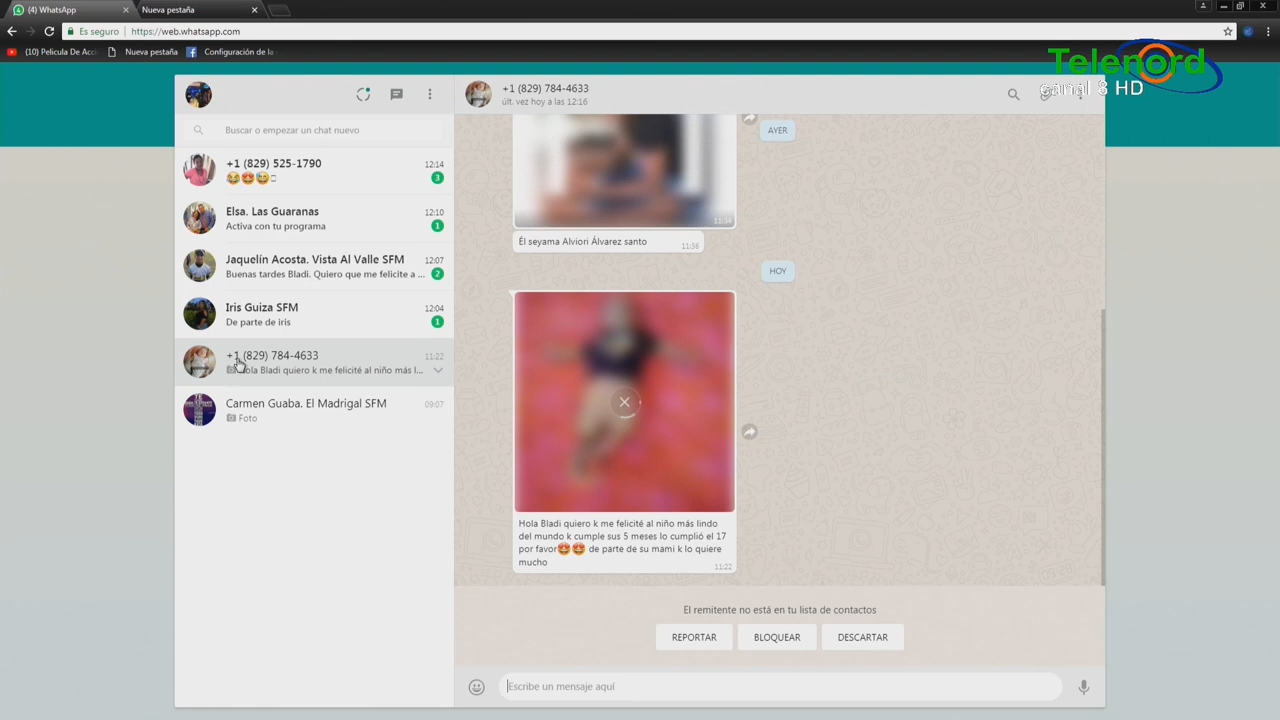 (4) WhatsApp
Nueva pestaña
Es seguro
https://web.whatsapp.com
(10) Pelicula De Acci
Nueva pestaña
Configuración de la
Telenord
canal 8 HD
Buscar o empezar un chat nuevo
+1 (829) 525-1790
12:14
😂😍😅
3
Elsa. Las Guaranas
12:10
Activa con tu programa
1
Jaquelín Acosta. Vista Al Valle SFM
12:07
Buenas tardes Bladi. Quiero que me felicite a ...
2
Iris Guiza SFM
12:04
De parte de iris
1
+1 (829) 784-4633
11:22
Hola Bladi quiero k me felicité al niño más l...
Carmen Guaba. El Madrigal SFM
09:07
Foto
+1 (829) 784-4633
últ. vez hoy a las 12:16
AYER
11:34
Él seyama Alviori Álvarez santo
11:36
HOY
Hola Bladi quiero k me felicité al niño más lindo
del mundo k cumple sus 5 meses lo cumplió el 17
por favor😍😍 de parte de su mami k lo quiere
mucho
11:22
El remitente no está en tu lista de contactos
REPORTAR
BLOQUEAR
DESCARTAR
Escribe un mensaje aquí